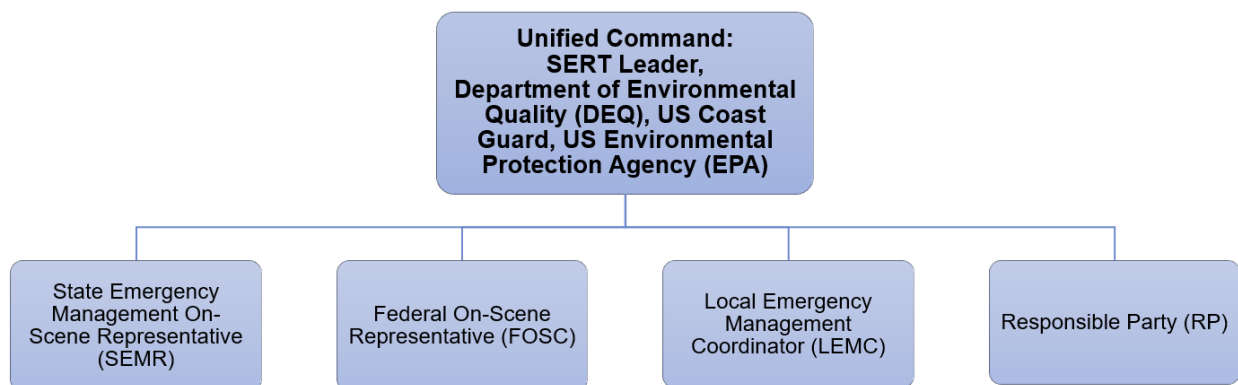 Unified Command:
SERT Leader,
Department of Environmental
Quality (DEQ), US Coast
Guard, US Environmental
Protection Agency (EPA)
State Emergency
Management On-
Scene Representative
(SEMR)
Federal On-Scene
Representative (FOSC)
Local Emergency
Management
Coordinator (LEMC)
Responsible Party (RP)